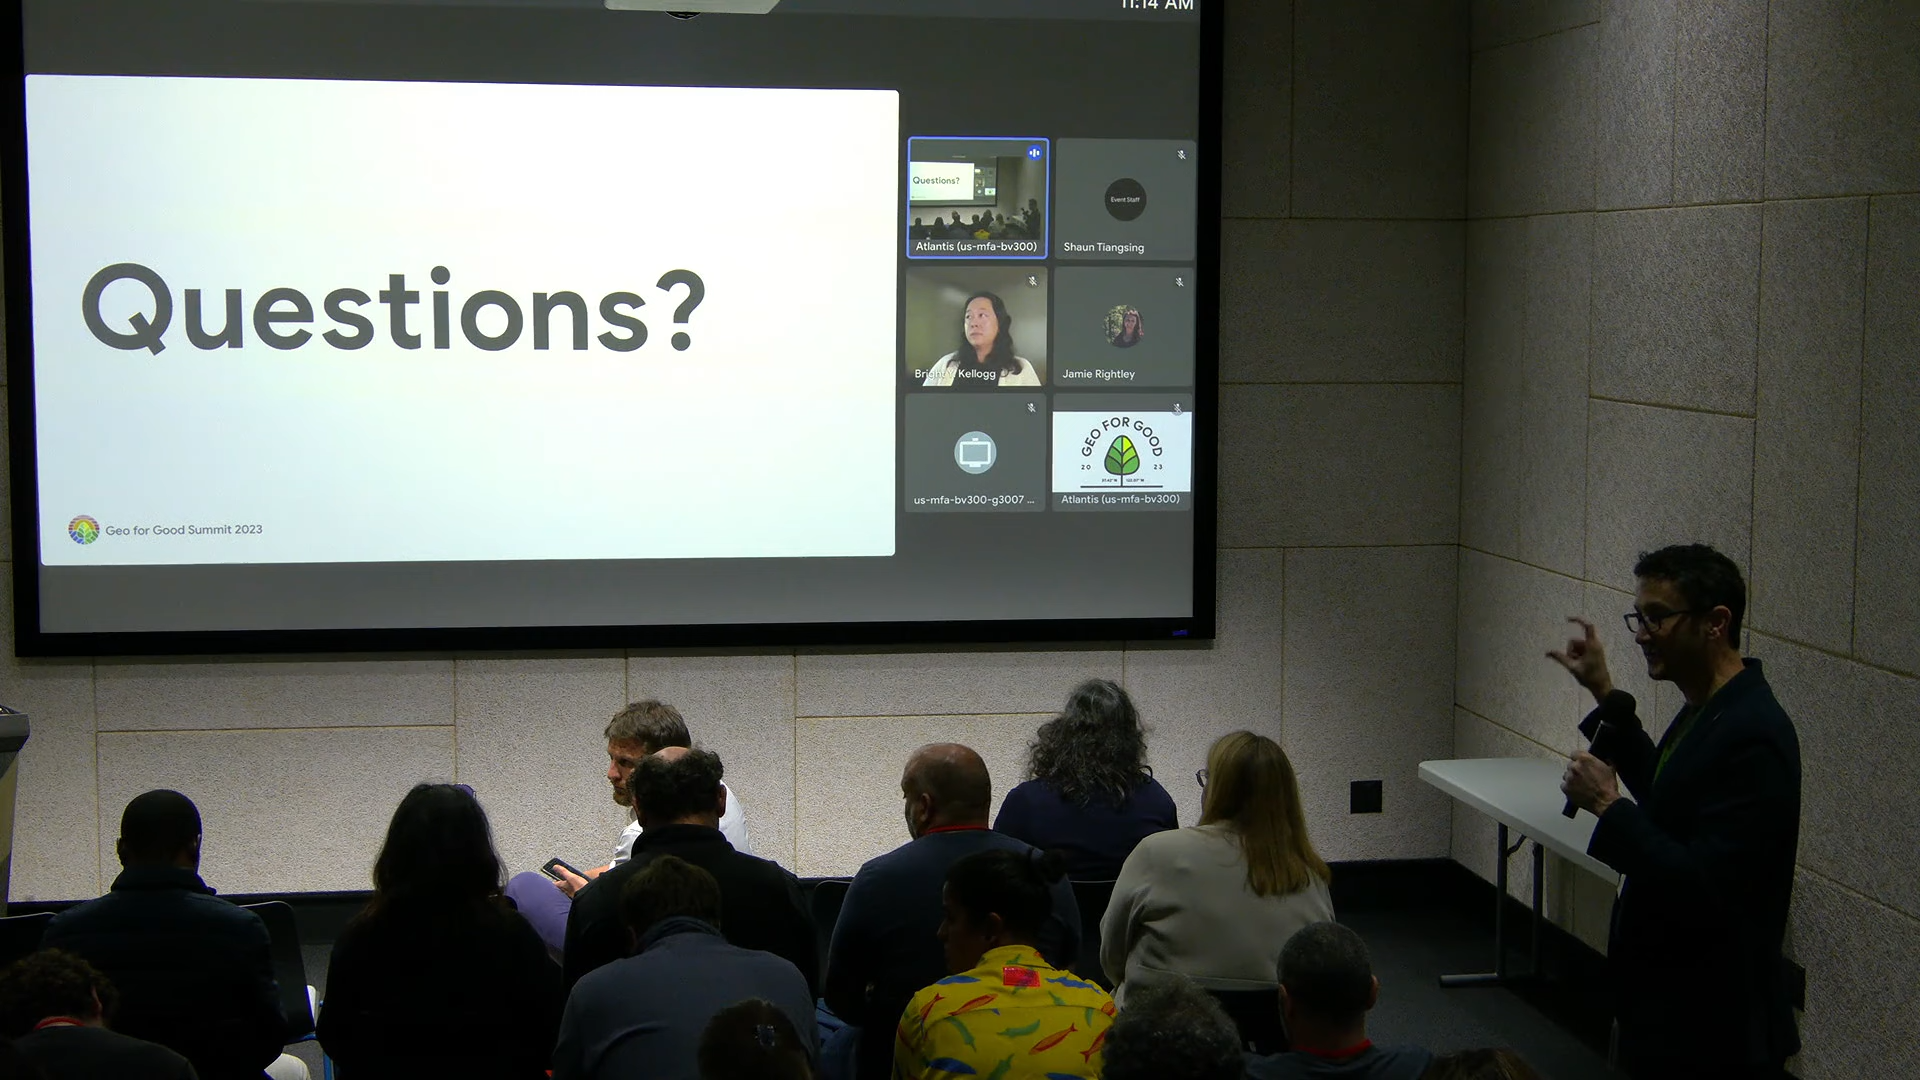 11:14 AM
Questions?
Geo for Good Summit 2023
Questions?
Atlantis (us-mfa-bv300)
Event Staff
Shaun Tiangsing
Bright Y. Kellogg
Jamie Rightley
us-mfa-bv300-g3007 ...
GEO FOR GOOD
20 23
Atlantis (us-mfa-bv300)